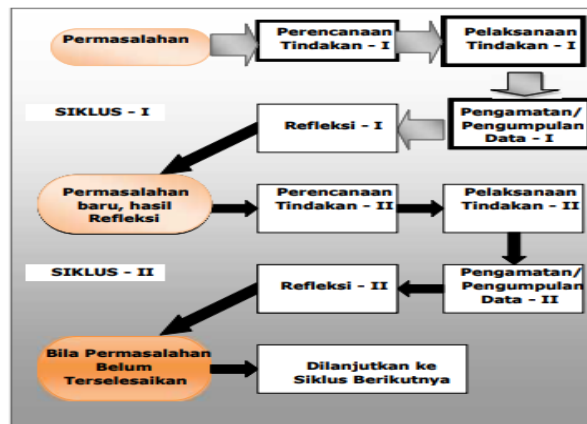 Permasalahan
Perencanaan
Tindakan - I
Pelaksanaan
Tindakan - I
SIKLUS - I
Refleksi - I
Pengamatan/
Pengumpulan
Data - I
Permasalahan
baru, hasil
Refleksi
Perencanaan
Tindakan - II
Pelaksanaan
Tindakan - II
SIKLUS - II
Refleksi - II
Pengamatan/
Pengumpulan
Data - II
Bila Permasalahan
Belum
Terselesaikan
Dilanjutkan ke
Siklus Berikutnya